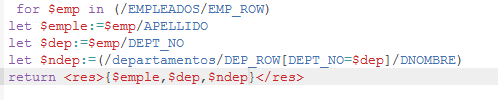 for $emp in (/EMPLEADOS/EMP_ROW)
let $emple:=$emp/APELLIDO
let $dep:=$emp/DEPT_NO
let $ndep:=(/departamentos/DEP_ROW[DEPT_NO=$dep]/DNOMBRE)
return <res>{$emple,$dep,$ndep}</res>